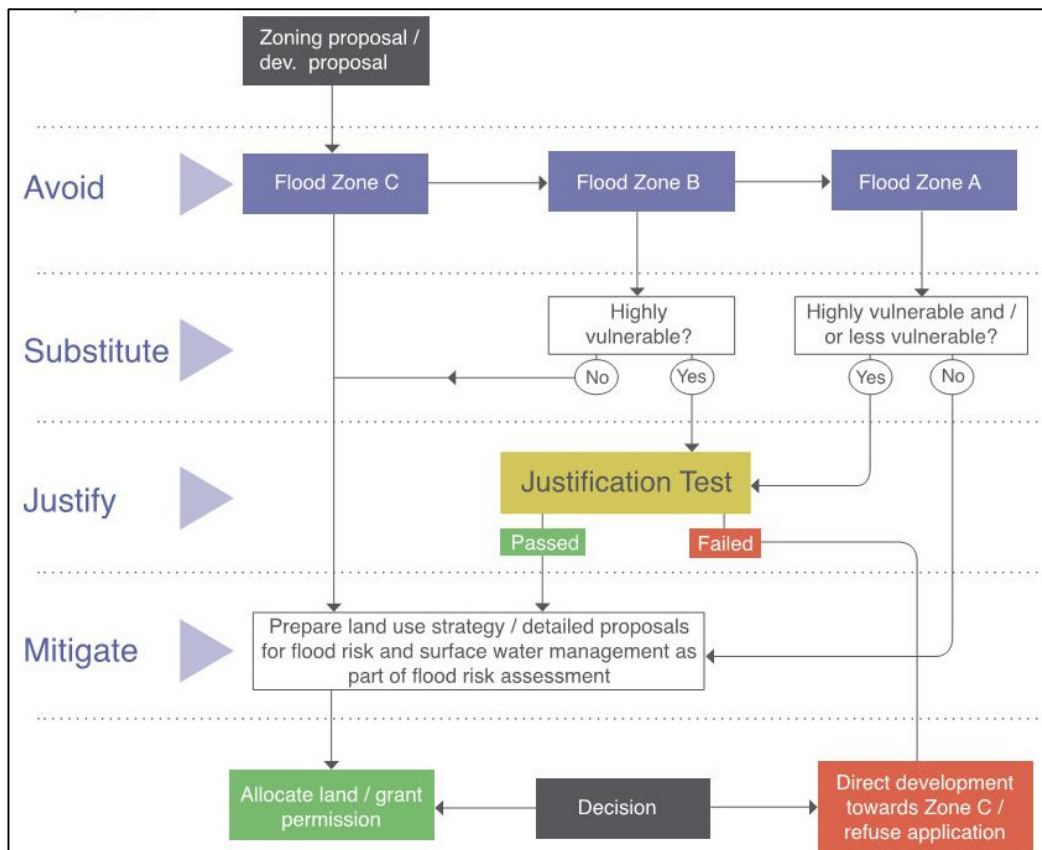 Zoning proposal /
dev. proposal
Avoid
Flood Zone C
Flood Zone B
Flood Zone A
Substitute
Highly
vulnerable?
Highly vulnerable and /
or less vulnerable?
No
Yes
Yes
No
Justify
Justification Test
Passed
Failed
Mitigate
Prepare land use strategy / detailed proposals
for flood risk and surface water management as
part of flood risk assessment
Allocate land / grant
permission
Decision
Direct development
towards Zone C /
refuse application